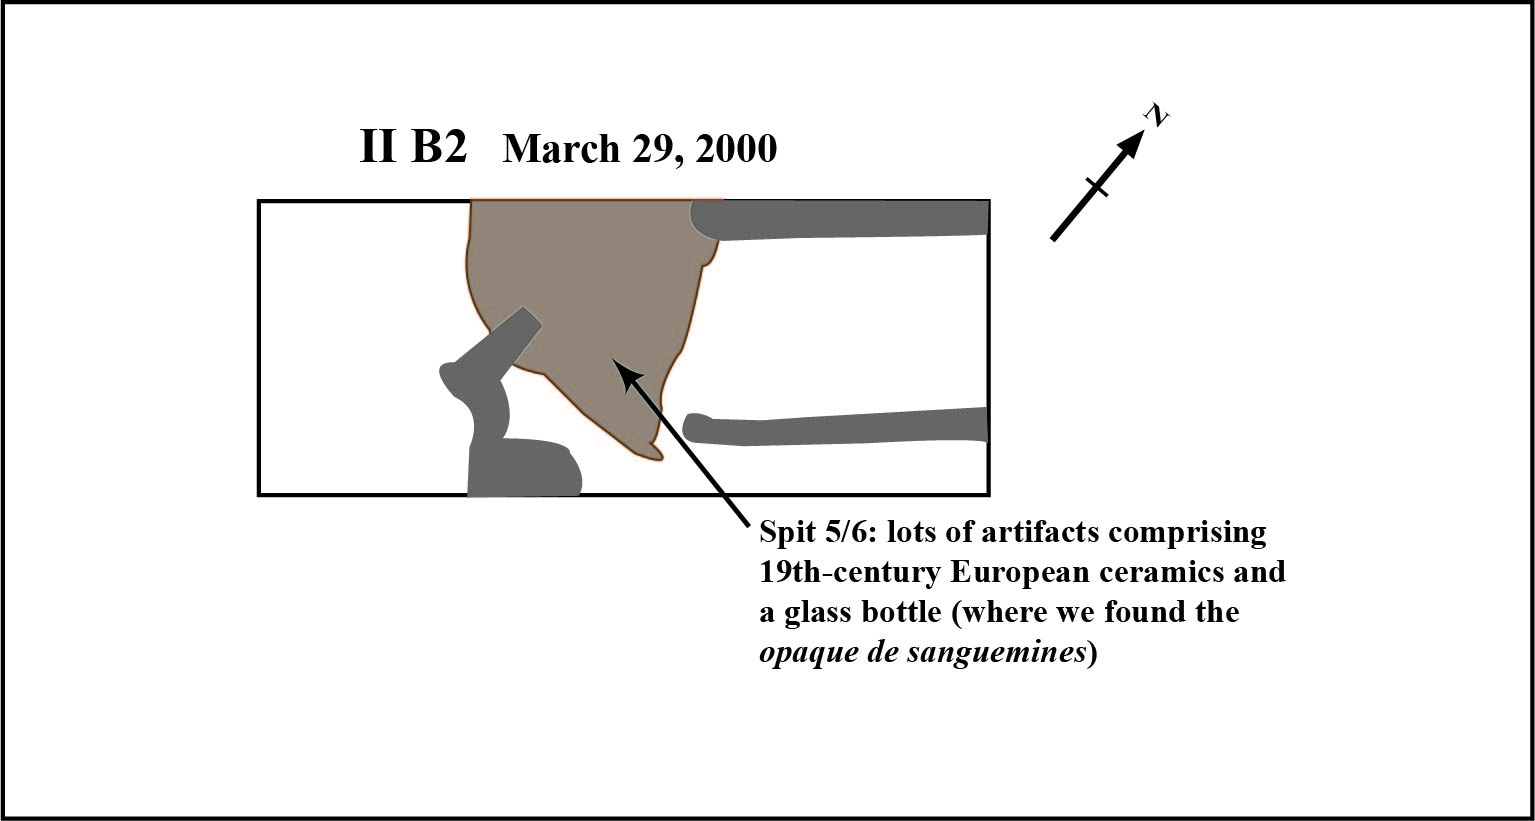 II B2 March 29, 2000
N
Spit 5/6: lots of artifacts comprising
19th-century European ceramics and
a glass bottle (where we found the
opaque de sanguemines)